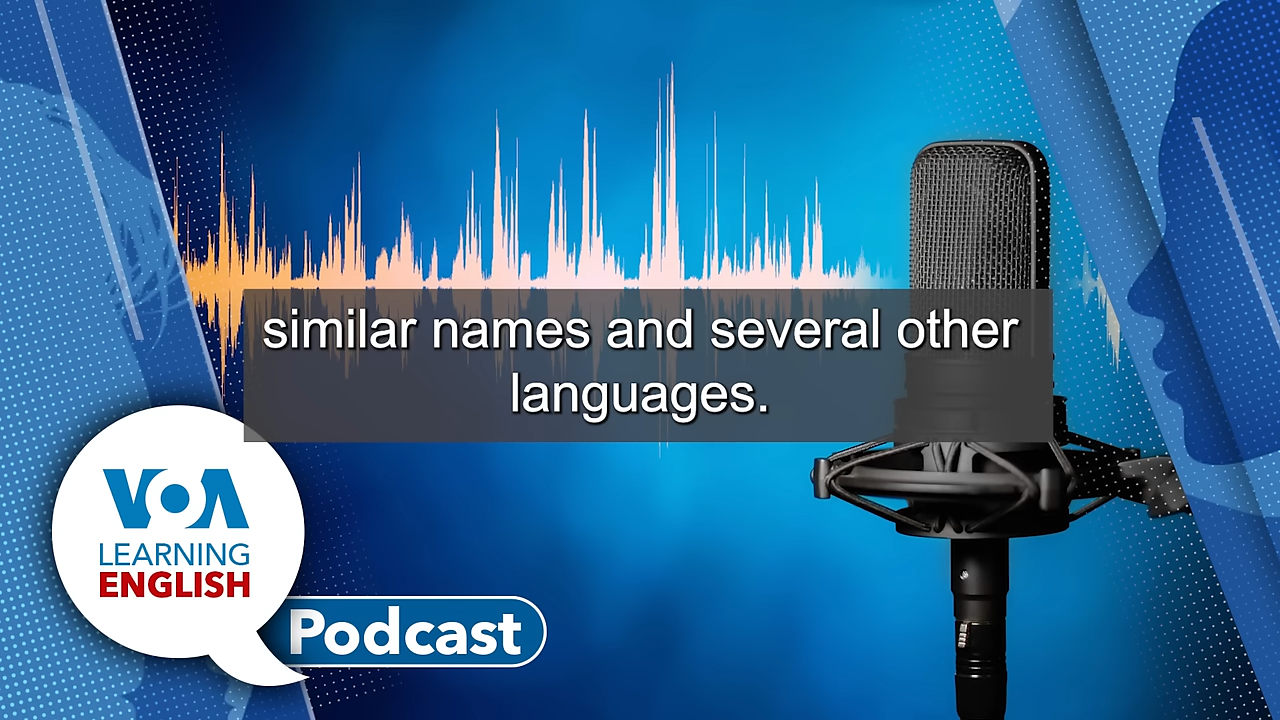 similar names and several other
languages.
VOA
LEARNING
ENGLISH
Podcast